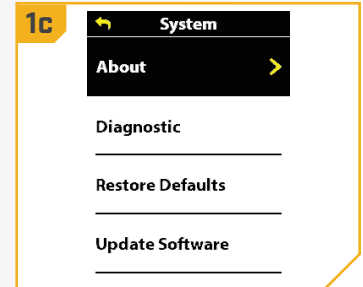 1c
System
About
Diagnostic
Restore Defaults
Update Software